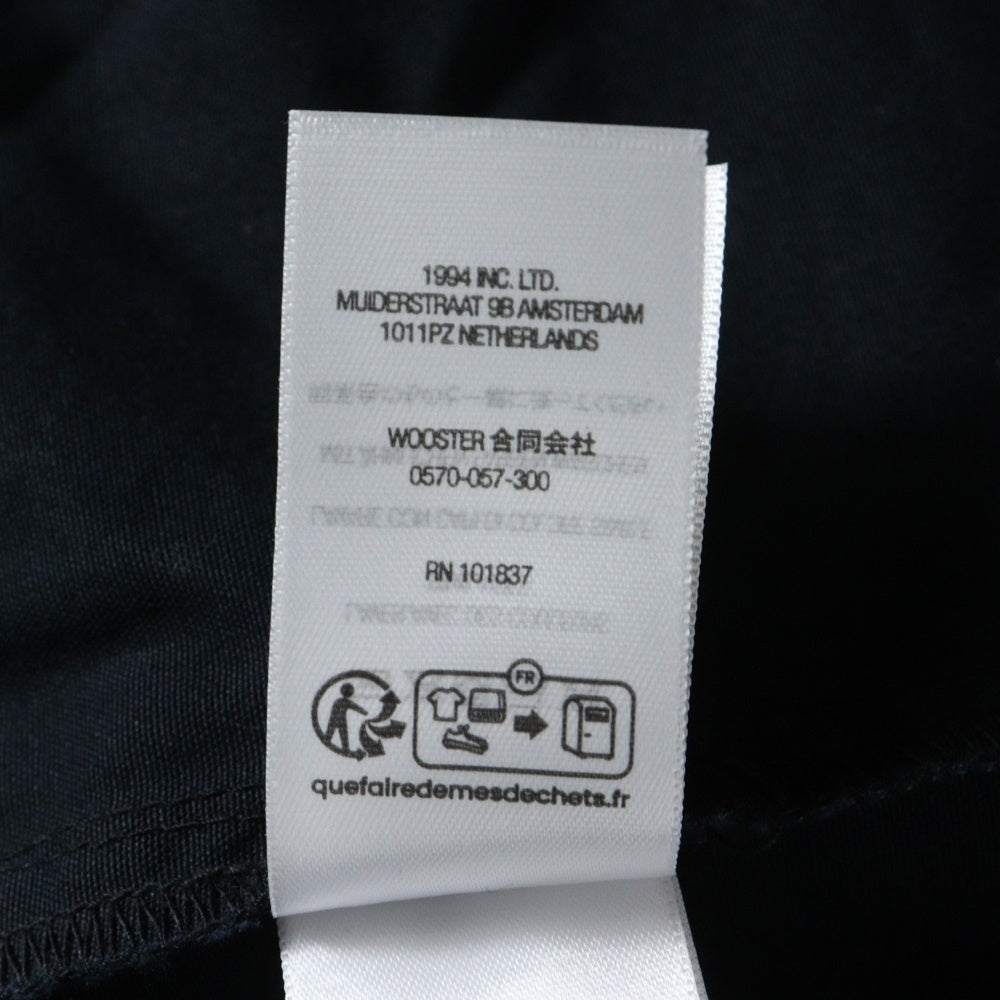 1994 INC. LTD.
MUIDERSTRAAT 9B AMSTERDAM
1011PZ NETHERLANDS
WOOSTER 合同会社
0570-057-300
RN 101837
FR
quefairedemesdechets.fr